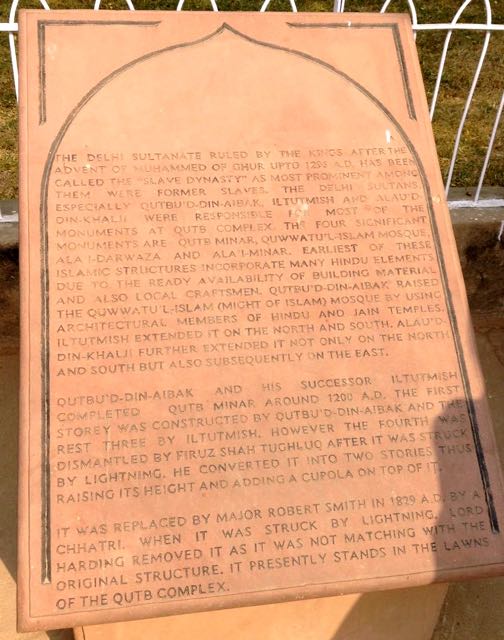 THE DELHI SULTANATE RULED BY THE KINGS AFTER THE
ADVENT OF MUHAMMED OF GHUR UPTO 1295 A.D. HAS BEEN
CALLED THE "SLAVE DYNASTY" AS MOST PROMINENT AMONG
THEM WERE FORMER SLAVES. THE DELHI SULTANS
ESPECIALLY QUTBU'D-DIN-AIBAK, ILTUTMISH AND ALAU'D-
DIN-KHALJI WERE RESPONSIBLE FOR MOST OF THE
MONUMENTS AT QUTB COMPLEX. THE FOUR SIGNIFICANT
MONUMENTS ARE QUTB MINAR, QUWWATU'L-ISLAM MOSQUE,
ALA'I-DARWAZA AND ALA'I-MINAR. EARLIEST OF THESE
ISLAMIC STRUCTURES INCORPORATE MANY HINDU ELEMENTS
DUE TO THE READY AVAILABILITY OF BUILDING MATERIAL
AND ALSO LOCAL CRAFTSMEN. QUTBU'D-DIN-AIBAK RAISED
THE QUWWATU'L-ISLAM (MIGHT OF ISLAM) MOSQUE BY USING
ARCHITECTURAL MEMBERS OF HINDU AND JAIN TEMPLES.
ILTUTMISH EXTENDED IT ON THE NORTH AND SOUTH. ALAU'D-
DIN-KHALJI FURTHER EXTENDED IT NOT ONLY ON THE NORTH
AND SOUTH BUT ALSO SUBSEQUENTLY ON THE EAST.
QUTBU'D-DIN-AIBAK AND HIS SUCCESSOR ILTUTMISH
COMPLETED QUTB MINAR AROUND 1200 A.D. THE FIRST
STOREY WAS CONSTRUCTED BY QUTBU'D-DIN-AIBAK AND THE
REST THREE BY ILTUTMISH. HOWEVER THE FOURTH WAS
DISMANTLED BY FIRUZ SHAH TUGHLUQ AFTER IT WAS STRUCK
BY LIGHTNING. HE CONVERTED IT INTO TWO STORIES THUS
RAISING ITS HEIGHT AND ADDING A CUPOLA ON TOP OF IT.
IT WAS REPLACED BY MAJOR ROBERT SMITH IN 1829 A.D. BY A
CHHATRI. WHEN IT WAS STRUCK BY LIGHTNING, LORD
HARDING REMOVED IT AS IT WAS NOT MATCHING WITH THE
ORIGINAL STRUCTURE. IT PRESENTLY STANDS IN THE LAWNS
OF THE QUTB COMPLEX.